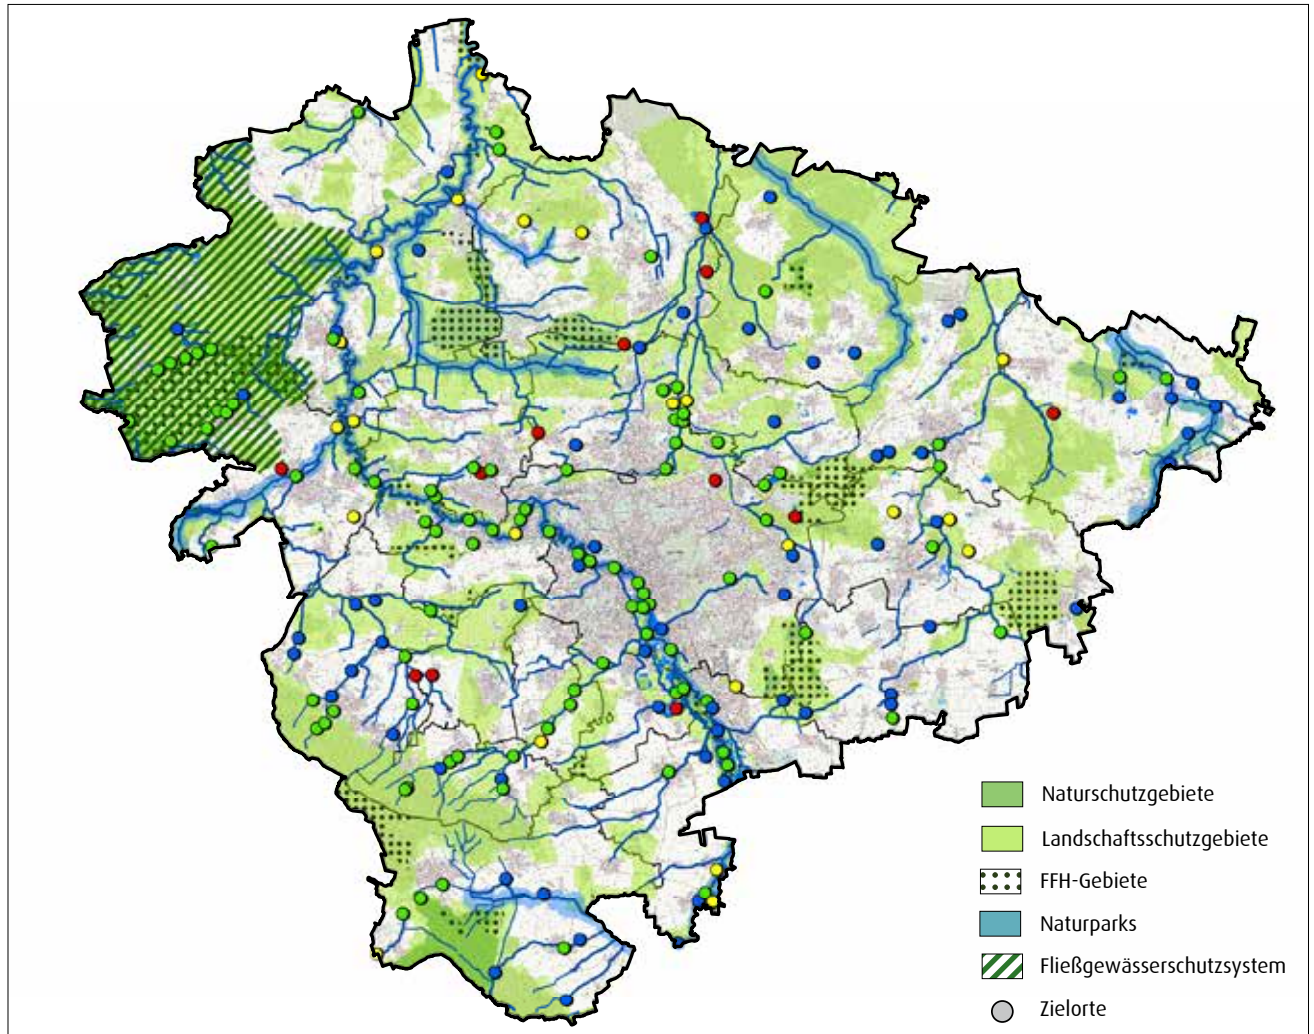 Naturschutzgebiete
Landschaftsschutzgebiete
FFH-Gebiete
Naturparks
Fließgewässerschutzsystem
Zielorte